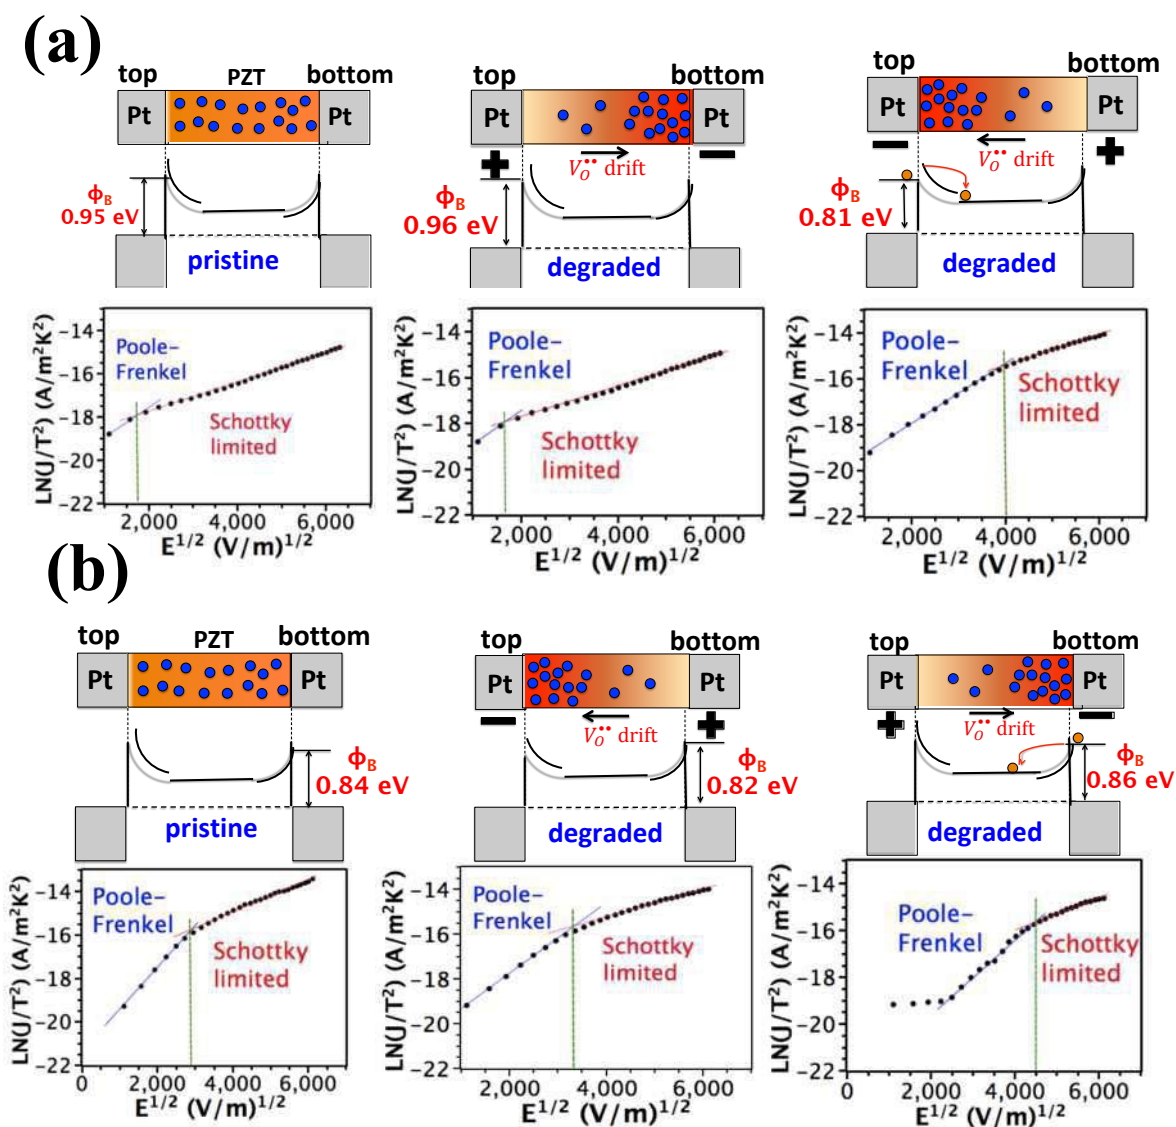 (a)
top PZT bottom
Pt Pt
ΦB
0.95 eV
pristine
top bottom
Pt Pt
+ −
VO•• drift
ΦB
0.96 eV
degraded
top bottom
Pt Pt
− +
VO•• drift
ΦB
0.81 eV
degraded
LN(J/T²) (A/m²K²)
−14
−16
−18
−20
−22
Poole–
Frenkel
Schottky
limited
2,000 4,000 6,000
E1/2 (V/m)1/2
LN(J/T²) (A/m²K²)
−14
−16
−18
−20
−22
Poole–
Frenkel
Schottky
limited
2,000 4,000 6,000
E1/2 (V/m)1/2
LN(J/T²) (A/m²K²)
−14
−16
−18
−20
−22
Poole–
Frenkel
Schottky
limited
2,000 4,000 6,000
E1/2 (V/m)1/2
(b)
top PZT bottom
Pt Pt
ΦB
0.84 eV
pristine
top bottom
Pt Pt
− +
VO•• drift
ΦB
0.82 eV
degraded
top bottom
Pt Pt
+ −
VO•• drift
ΦB
0.86 eV
degraded
LN(J/T²) (A/m²K²)
−14
−16
−18
−20
−22
Poole–
Frenkel
Schottky
limited
0 2,000 4,000 6,000
E1/2 (V/m)1/2
LN(J/T²) (A/m²K²)
−14
−16
−18
−20
−22
Poole–
Frenkel
Schottky
limited
2,000 4,000 6,000
E1/2 (V/m)1/2
LN(J/T²) (A/m²K²)
−14
−16
−18
−20
−22
Poole–
Frenkel
Schottky
limited
0 2,000 4,000 6,000
E1/2 (V/m)1/2